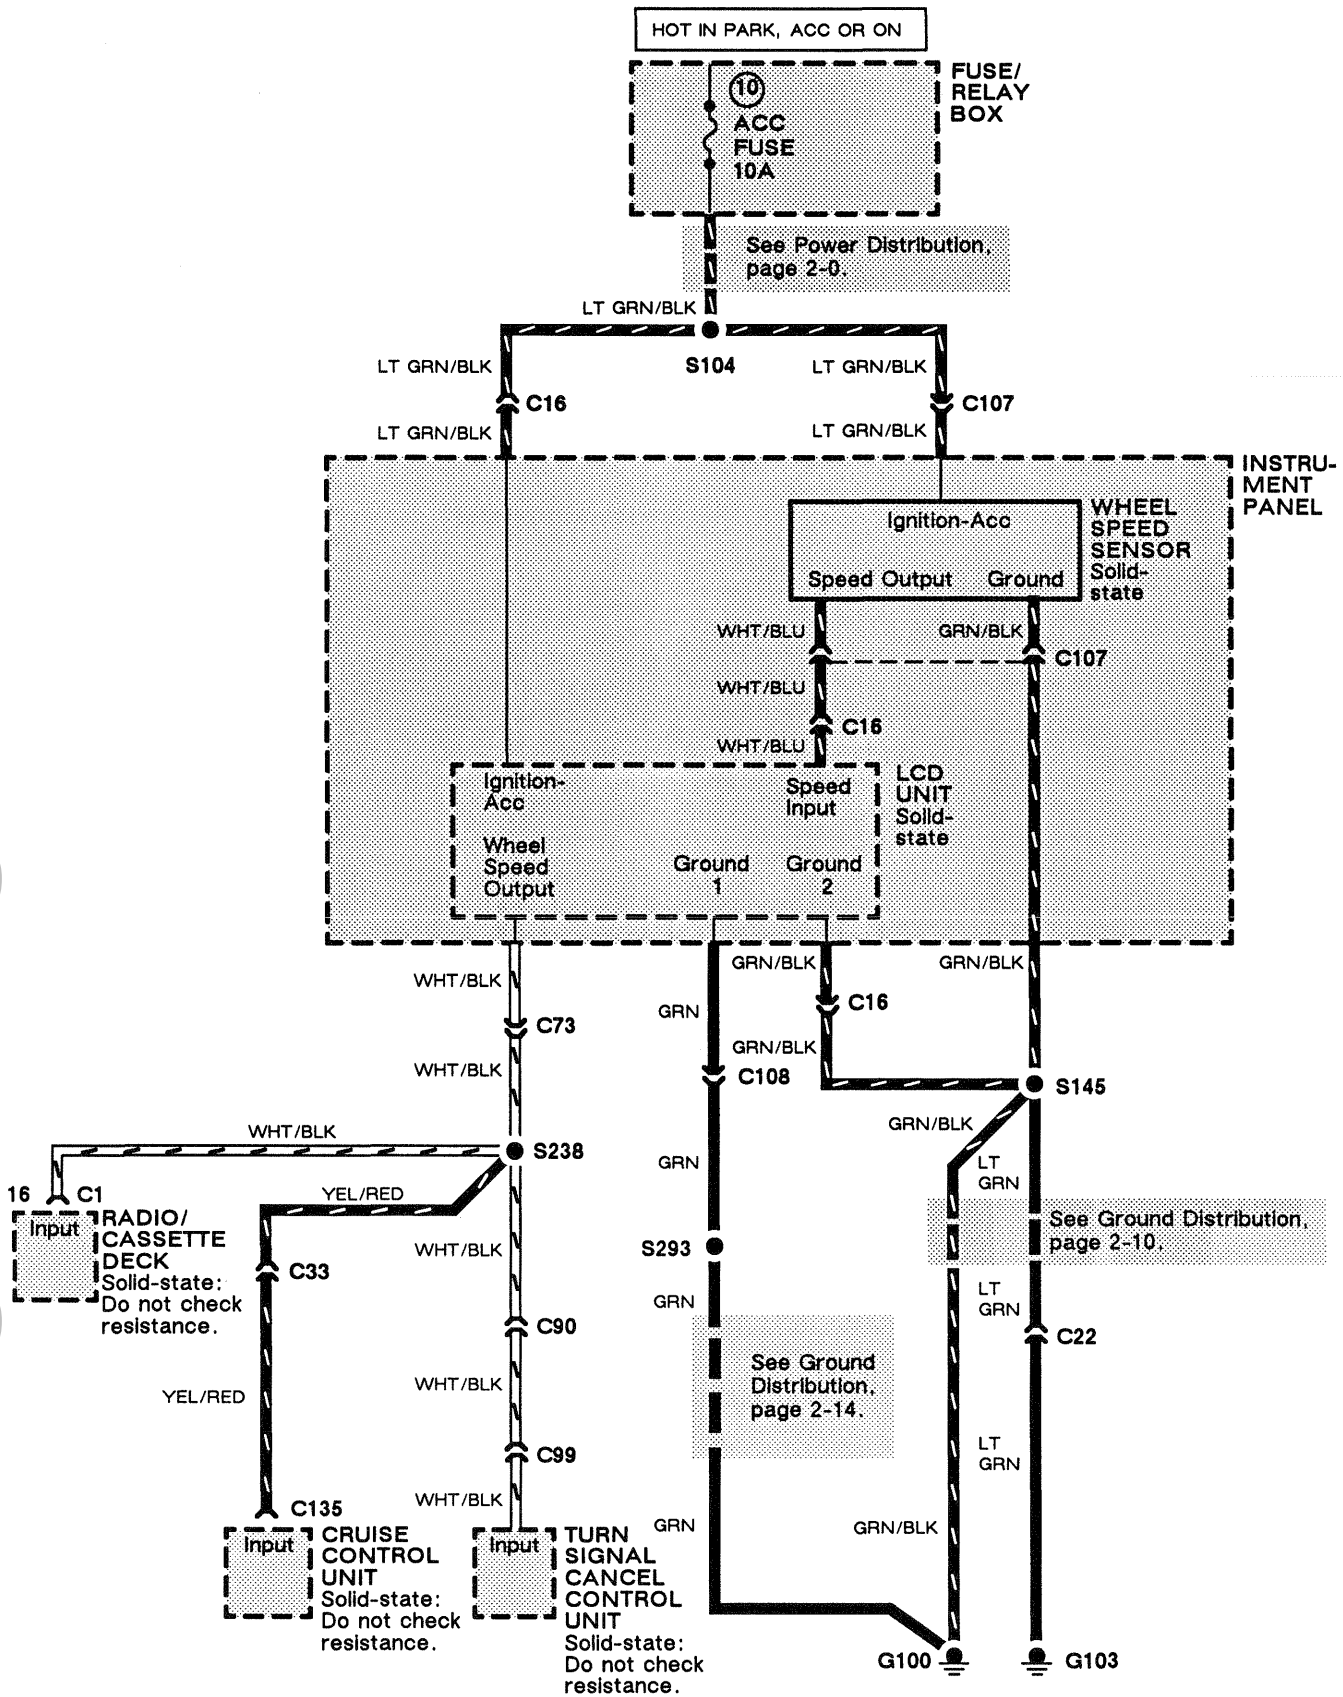 HOT IN PARK, ACC OR ON
FUSE/
RELAY
BOX
10
ACC
FUSE
10A
See Power Distribution,
page 2-0.
LT GRN/BLK
S104
LT GRN/BLK
LT GRN/BLK
C16
C107
LT GRN/BLK
LT GRN/BLK
INSTRU-
MENT
PANEL
Ignition-Acc
Speed Output Ground
WHEEL
SPEED
SENSOR
Solid-
state
WHT/BLU
GRN/BLK
C107
WHT/BLU
C16
WHT/BLU
Ignition-
Acc
Speed
Input
LCD
UNIT
Solid-
state
Wheel
Speed
Output
Ground
1
Ground
2
WHT/BLK
GRN/BLK
GRN/BLK
GRN
C16
C73
GRN/BLK
WHT/BLK
C108
S145
GRN/BLK
WHT/BLK
S238
GRN
LT
GRN
16 C1
YEL/RED
Input
RADIO/
CASSETTE
DECK
Solid-state:
Do not check
resistance.
WHT/BLK
S293
See Ground Distribution,
page 2-10.
C33
GRN
LT
GRN
C90
C22
See Ground
Distribution,
page 2-14.
YEL/RED
WHT/BLK
C99
LT
GRN
WHT/BLK
C135
GRN
GRN/BLK
Input
CRUISE
CONTROL
UNIT
Solid-state:
Do not check
resistance.
Input
TURN
SIGNAL
CANCEL
CONTROL
UNIT
Solid-state:
Do not check
resistance.
G100
G103